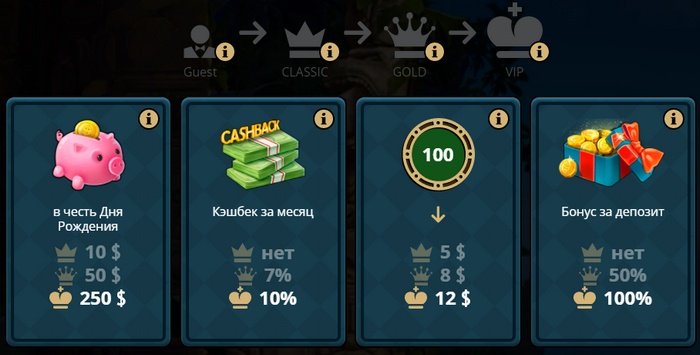 Guest
CLASSIC
GOLD
VIP
в честь Дня
Рождения
10 $
50 $
250 $
CASHBACK
Кэшбек за месяц
нет
7%
10%
100
5 $
8 $
12 $
Бонус за депозит
нет
50%
100%